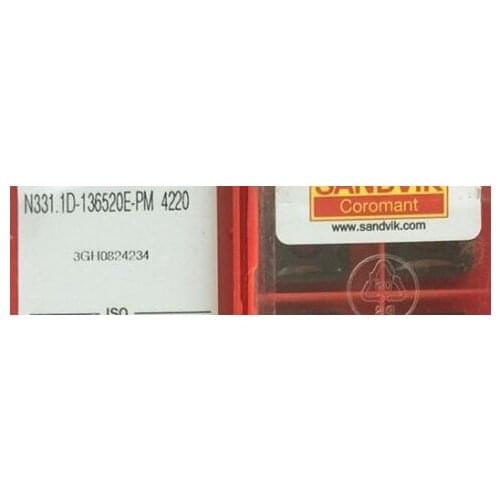 N331.1D-136520E-PM 4220
3GH0824234
ISO
SANDVIK
Coromant
www.sandvik.com